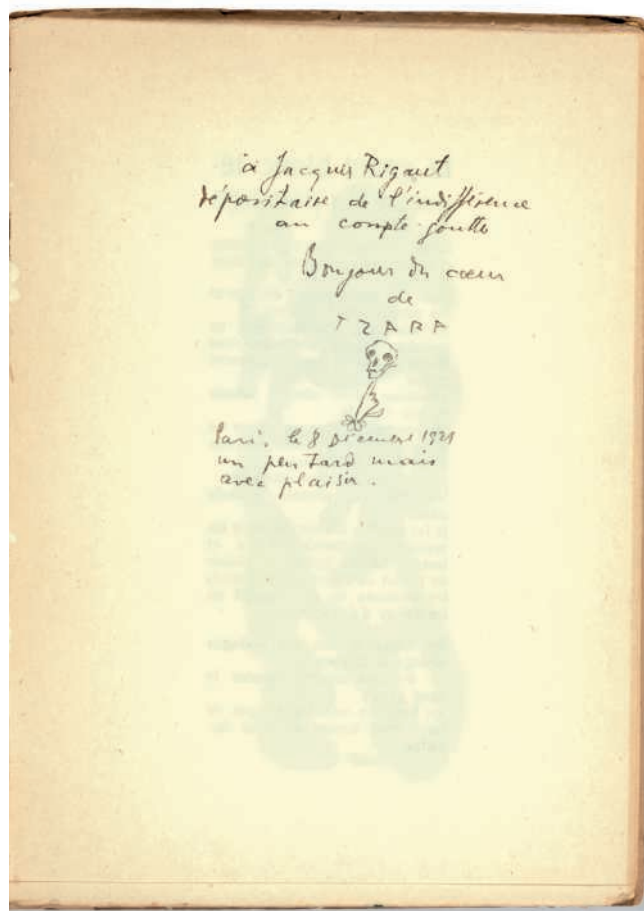 à Jacques Rigaut
dépositaire de l'indifférence
au compte-goutte
Bonjour du cœur
de
TZARA
Paris, le 8 Décembre 1921
un peu tard mais
avec plaisir.